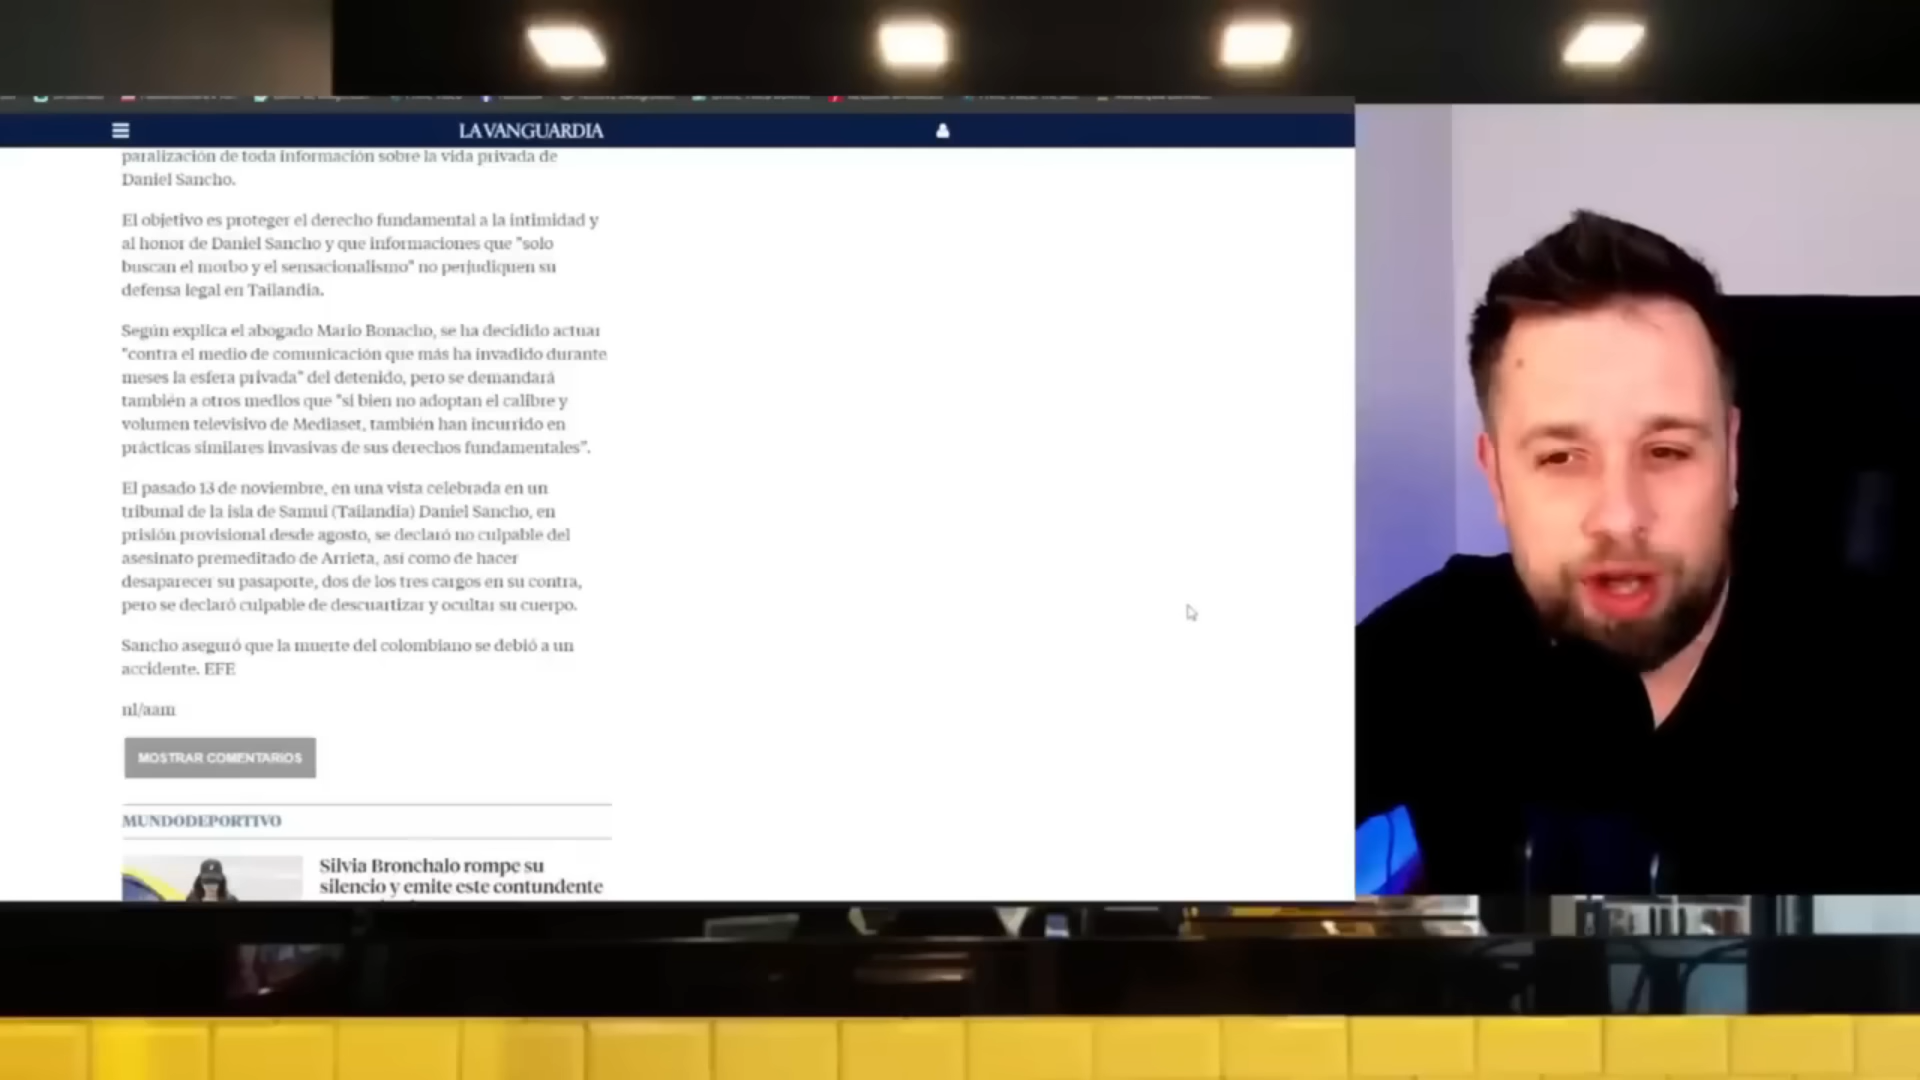 LA VANGUARDIA
paralización de toda información sobre la vida privada de
Daniel Sancho.
El objetivo es proteger el derecho fundamental a la intimidad y
al honor de Daniel Sancho y que informaciones que "solo
buscan el morbo y el sensacionalismo" no perjudiquen su
defensa legal en Tailandia.
Según explica el abogado Mario Bonacho, se ha decidido actuar
"contra el medio de comunicación que más ha invadido durante
meses la esfera privada" del detenido, pero se demandará
también a otros medios que "si bien no adoptan el calibre y
volumen televisivo de Mediaset, también han incurrido en
prácticas similares invasivas de sus derechos fundamentales".
El pasado 13 de noviembre, en una vista celebrada en un
tribunal de la isla de Samui (Tailandia) Daniel Sancho, en
prisión provisional desde agosto, se declaró no culpable del
asesinato premeditado de Arrieta, así como de hacer
desaparecer su pasaporte, dos de los tres cargos en su contra,
pero se declaró culpable de descuartizar y ocultar su cuerpo.
Sancho aseguró que la muerte del colombiano se debió a un
accidente. EFE
nl/aam
MOSTRAR COMENTARIOS
MUNDODEPORTIVO
Silvia Bronchalo rompe su
silencio y emite este contundente